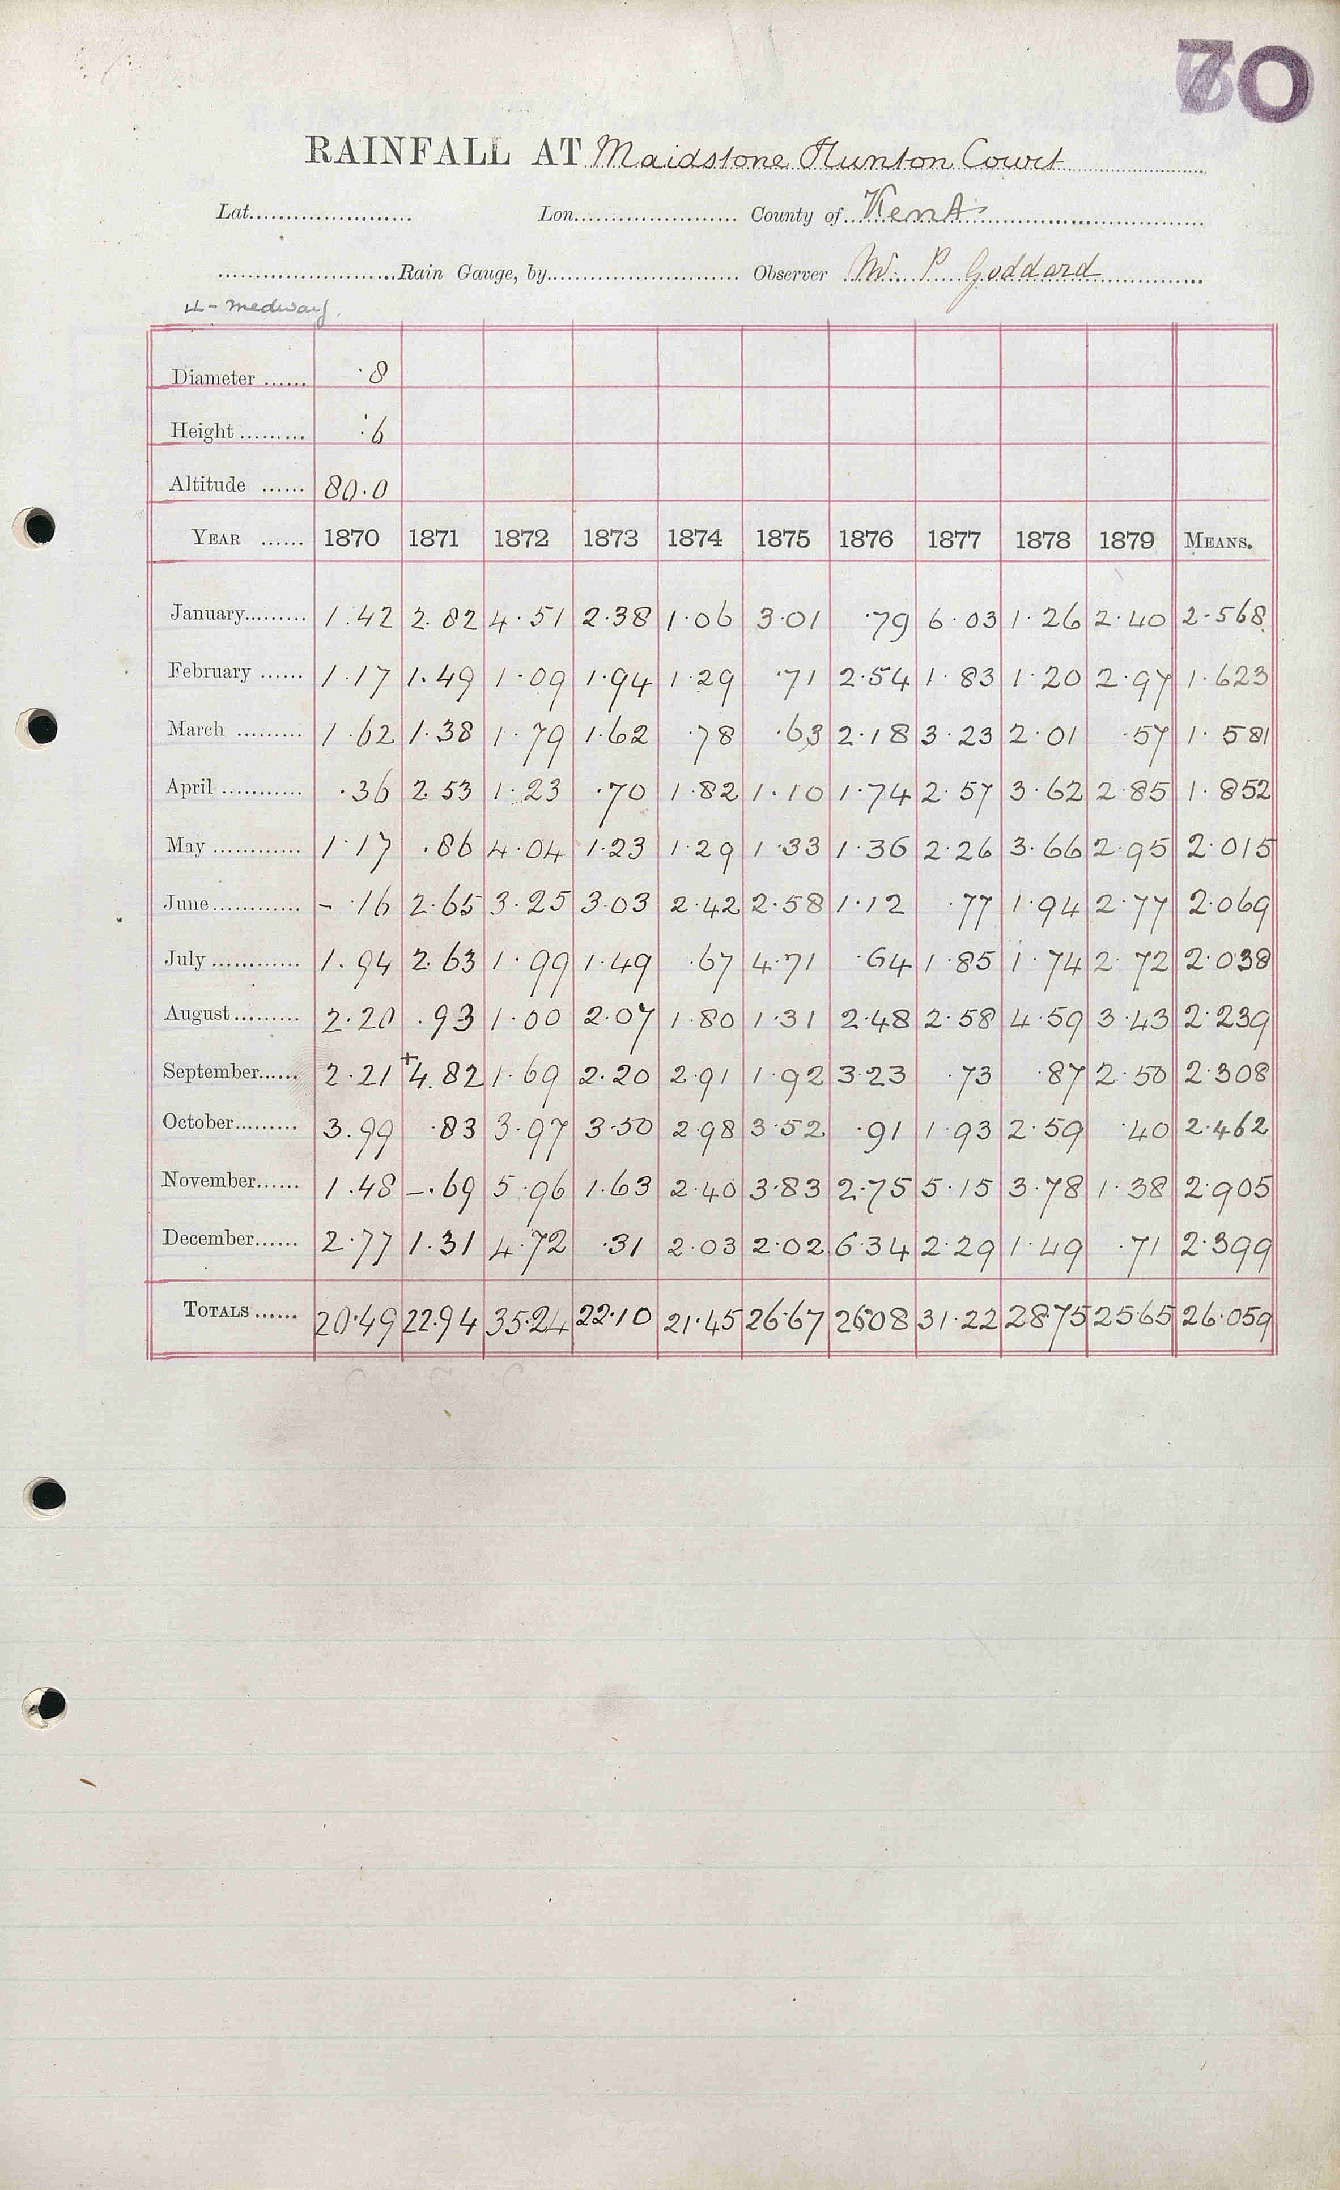 70
RAINFALL AT Maidstone Hunton Court
Lat...................... Lon....................... County of Kent
.......................Rain Gauge, by.......................... Observer W. P Goddard
4 - Medway.
Diameter ...... ·8
Height ......... ·6
Altitude ...... 80·0
YEAR ...... 1870 1871 1872 1873 1874 1875 1876 1877 1878 1879 MEANS.
January......... 1·42 2·82 4·51 2·38 1·06 3·01 ·79 6·03 1·26 2·40 2·568
February ...... 1·17 1·49 1·09 1·94 1·29 ·71 2·54 1·83 1·20 2·97 1·623
March ......... 1·62 1·38 1·79 1·62 ·78 ·63 2·18 3·23 2·01 ·57 1·581
April ........... ·36 2·53 1·23 ·70 1·82 1·10 1·74 2·57 3·62 2·85 1·852
May ............ 1·17 ·86 4·04 1·23 1·29 1·33 1·36 2·26 3·66 2·95 2·015
June............ - ·16 2·65 3·25 3·03 2·42 2·58 1·12 ·77 1·94 2·77 2·069
July ............ 1·94 2·63 1·99 1·49 ·67 4·71 ·64 1·85 1·74 2·72 2·038
August ......... 2·20 ·93 1·00 2·07 1·80 1·31 2·48 2·58 4·59 3·43 2·239
September...... 2·21 +4·82 1·69 2·20 2·91 1·92 3·23 ·73 ·87 2·50 2·308
October......... 3·99 ·83 3·97 3·50 2·98 3·52 ·91 1·93 2·59 ·40 2·462
November...... 1·48 -·69 5·96 1·63 2·40 3·83 2·75 5·15 3·78 1·38 2·905
December...... 2·77 1·31 4·72 ·31 2·03 2·02 6·34 2·29 1·49 ·71 2·399
TOTALS ...... 20·49 22·94 35·24 22·10 21·45 26·67 26·08 31·22 28·75 25·65 26·059